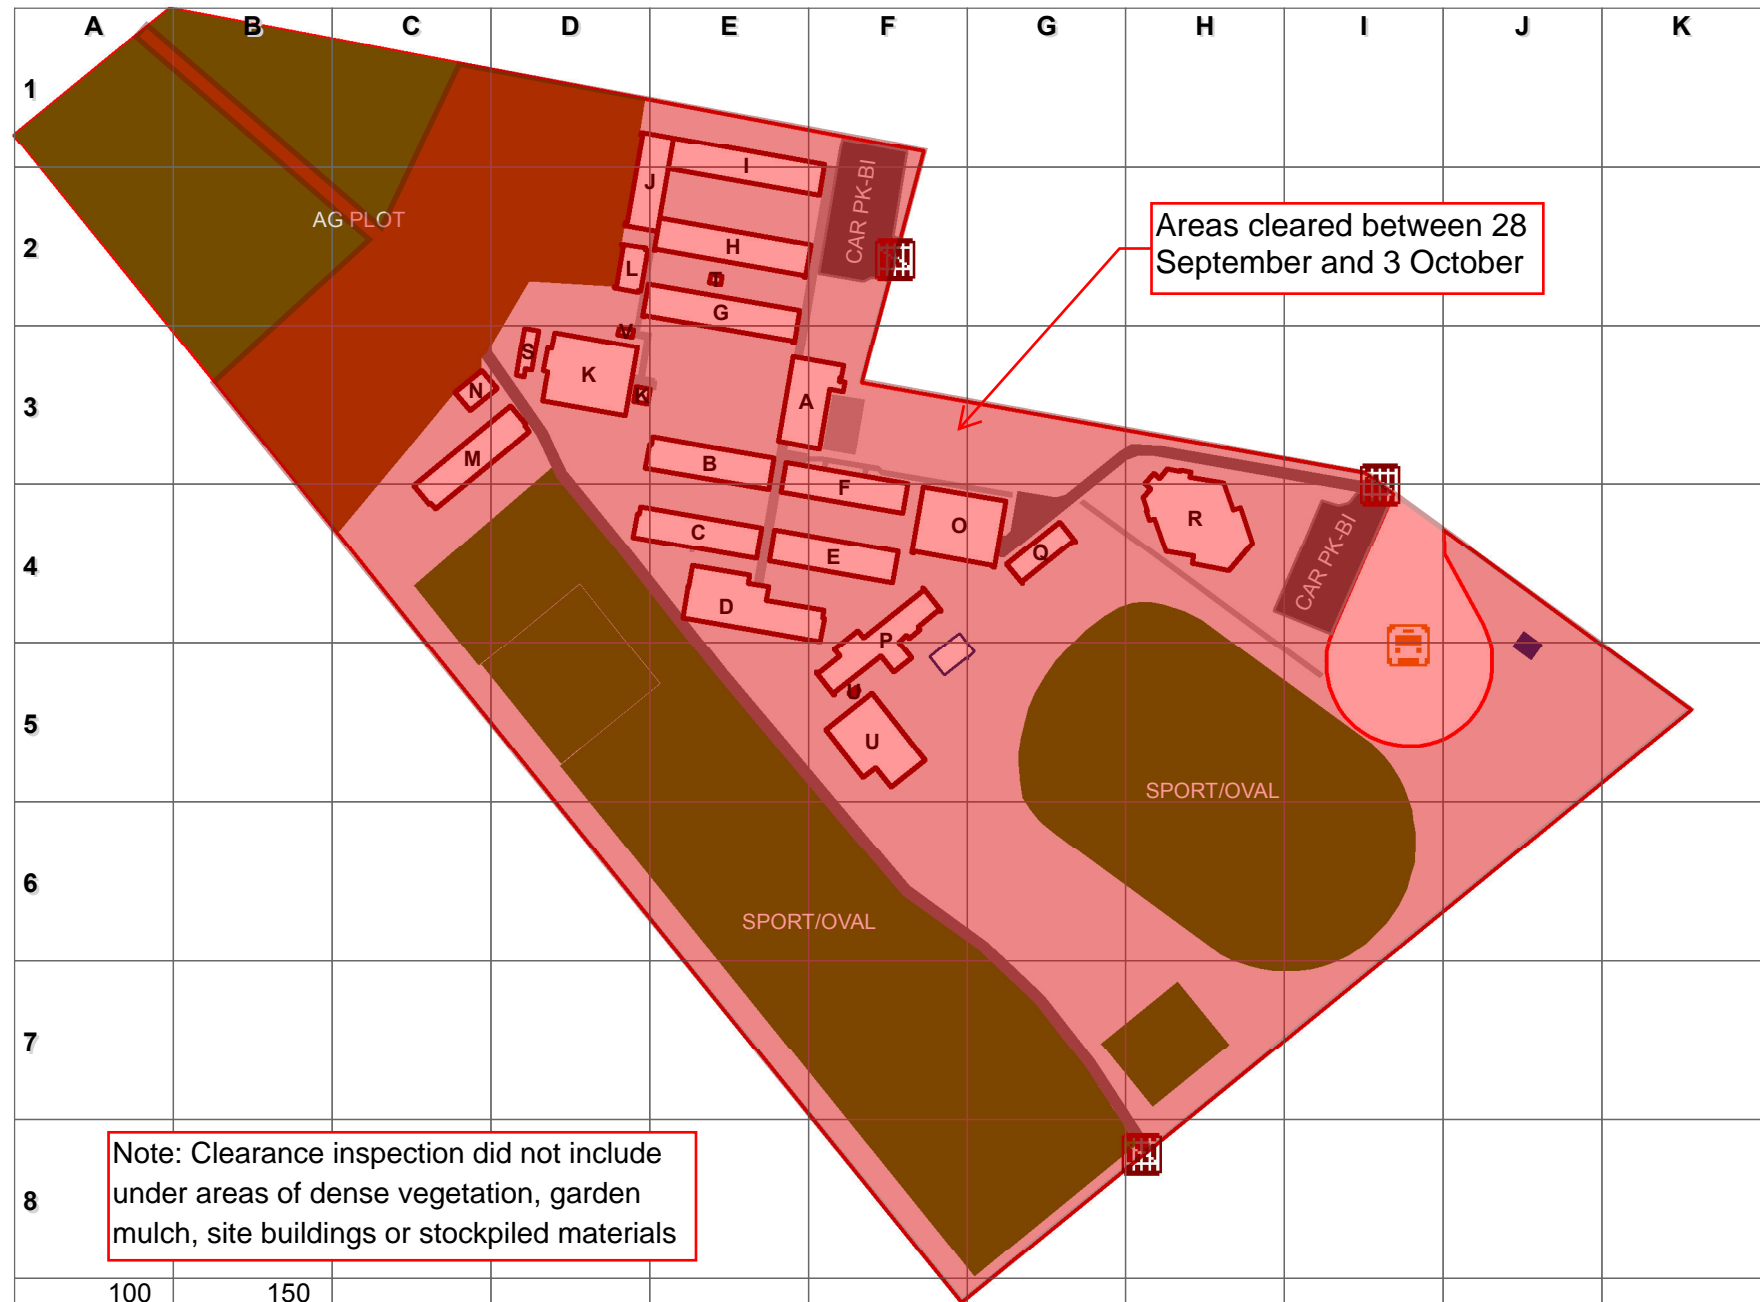 A B C D E F G H I J K
1
I
CAR PK-BI
J
AG PLOT
Areas cleared between 28
September and 3 October
2
H
L
T
G
V
S
K
N
K
3
A
M
B
F
R
O
C
CAR PK-BI
Q
E
4
D
P
U
5
U
SPORT/OVAL
6
SPORT/OVAL
7
Note: Clearance inspection did not include
under areas of dense vegetation, garden
mulch, site buildings or stockpiled materials
8
100 150